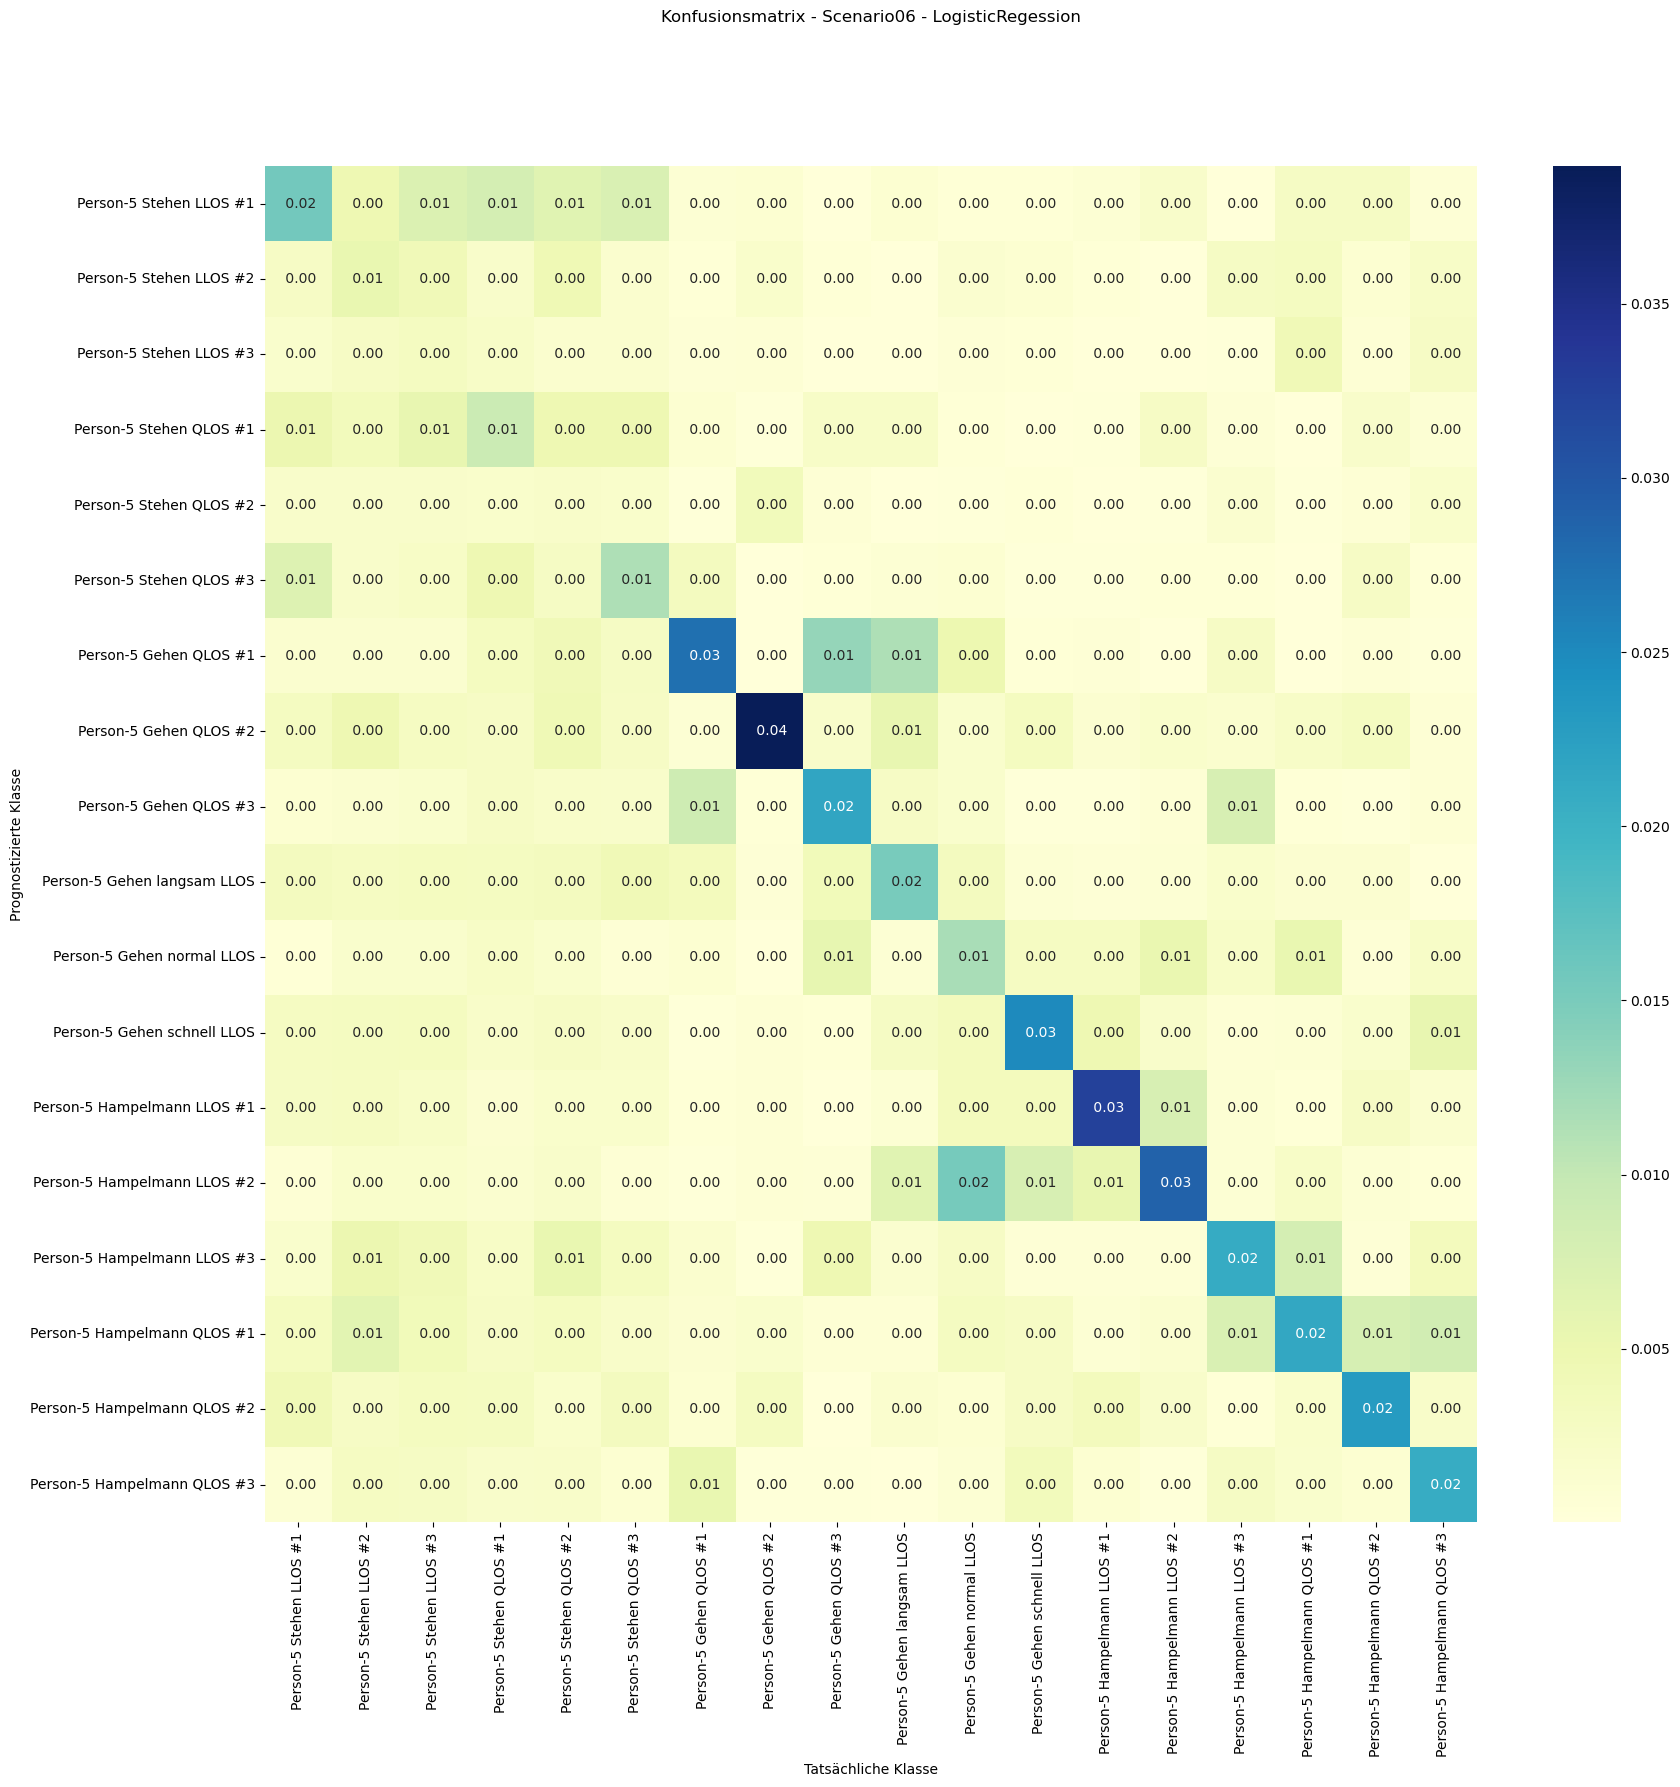 Konfusionsmatrix - Scenario06 - LogisticRegession
Prognostizierte Klasse
Person-5 Stehen LLOS #1 0.02 0.00 0.01 0.01 0.01 0.01 0.00 0.00 0.00 0.00 0.00 0.00 0.00 0.00 0.00 0.00 0.00 0.00
Person-5 Stehen LLOS #2 0.00 0.01 0.00 0.00 0.00 0.00 0.00 0.00 0.00 0.00 0.00 0.00 0.00 0.00 0.00 0.00 0.00 0.00
Person-5 Stehen LLOS #3 0.00 0.00 0.00 0.00 0.00 0.00 0.00 0.00 0.00 0.00 0.00 0.00 0.00 0.00 0.00 0.00 0.00 0.00
Person-5 Stehen QLOS #1 0.01 0.00 0.01 0.01 0.00 0.00 0.00 0.00 0.00 0.00 0.00 0.00 0.00 0.00 0.00 0.00 0.00 0.00
Person-5 Stehen QLOS #2 0.00 0.00 0.00 0.00 0.00 0.00 0.00 0.00 0.00 0.00 0.00 0.00 0.00 0.00 0.00 0.00 0.00 0.00
Person-5 Stehen QLOS #3 0.01 0.00 0.00 0.00 0.00 0.01 0.00 0.00 0.00 0.00 0.00 0.00 0.00 0.00 0.00 0.00 0.00 0.00
Person-5 Gehen QLOS #1 0.00 0.00 0.00 0.00 0.00 0.00 0.03 0.00 0.01 0.01 0.00 0.00 0.00 0.00 0.00 0.00 0.00 0.00
Person-5 Gehen QLOS #2 0.00 0.00 0.00 0.00 0.00 0.00 0.00 0.04 0.00 0.01 0.00 0.00 0.00 0.00 0.00 0.00 0.00 0.00
Person-5 Gehen QLOS #3 0.00 0.00 0.00 0.00 0.00 0.00 0.01 0.00 0.02 0.00 0.00 0.00 0.00 0.00 0.01 0.00 0.00 0.00
Person-5 Gehen langsam LLOS 0.00 0.00 0.00 0.00 0.00 0.00 0.00 0.00 0.00 0.02 0.00 0.00 0.00 0.00 0.00 0.00 0.00 0.00
Person-5 Gehen normal LLOS 0.00 0.00 0.00 0.00 0.00 0.00 0.00 0.00 0.01 0.00 0.01 0.00 0.00 0.01 0.00 0.01 0.00 0.00
Person-5 Gehen schnell LLOS 0.00 0.00 0.00 0.00 0.00 0.00 0.00 0.00 0.00 0.00 0.00 0.03 0.00 0.00 0.00 0.00 0.00 0.01
Person-5 Hampelmann LLOS #1 0.00 0.00 0.00 0.00 0.00 0.00 0.00 0.00 0.00 0.00 0.00 0.00 0.03 0.01 0.00 0.00 0.00 0.00
Person-5 Hampelmann LLOS #2 0.00 0.00 0.00 0.00 0.00 0.00 0.00 0.00 0.00 0.01 0.02 0.01 0.01 0.03 0.00 0.00 0.00 0.00
Person-5 Hampelmann LLOS #3 0.00 0.01 0.00 0.00 0.01 0.00 0.00 0.00 0.00 0.00 0.00 0.00 0.00 0.00 0.02 0.01 0.00 0.00
Person-5 Hampelmann QLOS #1 0.00 0.01 0.00 0.00 0.00 0.00 0.00 0.00 0.00 0.00 0.00 0.00 0.00 0.00 0.01 0.02 0.01 0.01
Person-5 Hampelmann QLOS #2 0.00 0.00 0.00 0.00 0.00 0.00 0.00 0.00 0.00 0.00 0.00 0.00 0.00 0.00 0.00 0.00 0.02 0.00
Person-5 Hampelmann QLOS #3 0.00 0.00 0.00 0.00 0.00 0.00 0.01 0.00 0.00 0.00 0.00 0.00 0.00 0.00 0.00 0.00 0.00 0.02
Person-5 Stehen LLOS #1
Person-5 Stehen LLOS #2
Person-5 Stehen LLOS #3
Person-5 Stehen QLOS #1
Person-5 Stehen QLOS #2
Person-5 Stehen QLOS #3
Person-5 Gehen QLOS #1
Person-5 Gehen QLOS #2
Person-5 Gehen QLOS #3
Person-5 Gehen langsam LLOS
Person-5 Gehen normal LLOS
Person-5 Gehen schnell LLOS
Person-5 Hampelmann LLOS #1
Person-5 Hampelmann LLOS #2
Person-5 Hampelmann LLOS #3
Person-5 Hampelmann QLOS #1
Person-5 Hampelmann QLOS #2
Person-5 Hampelmann QLOS #3
Tatsächliche Klasse
0.035
0.030
0.025
0.020
0.015
0.010
0.005